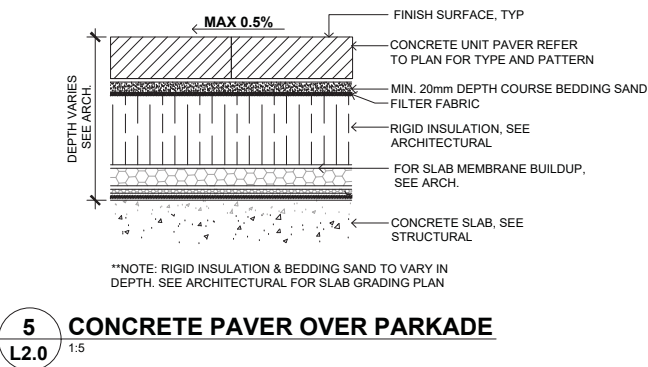 MAX 0.5%
FINISH SURFACE, TYP
CONCRETE UNIT PAVER REFER
TO PLAN FOR TYPE AND PATTERN
MIN. 20mm DEPTH COURSE BEDDING SAND
FILTER FABRIC
RIGID INSULATION, SEE
ARCHITECTURAL
FOR SLAB MEMBRANE BUILDUP,
SEE ARCH.
CONCRETE SLAB, SEE
STRUCTURAL
DEPTH VARIES
SEE ARCH.
**NOTE: RIGID INSULATION & BEDDING SAND TO VARY IN
DEPTH. SEE ARCHITECTURAL FOR SLAB GRADING PLAN
5
L2.0
CONCRETE PAVER OVER PARKADE
1:5